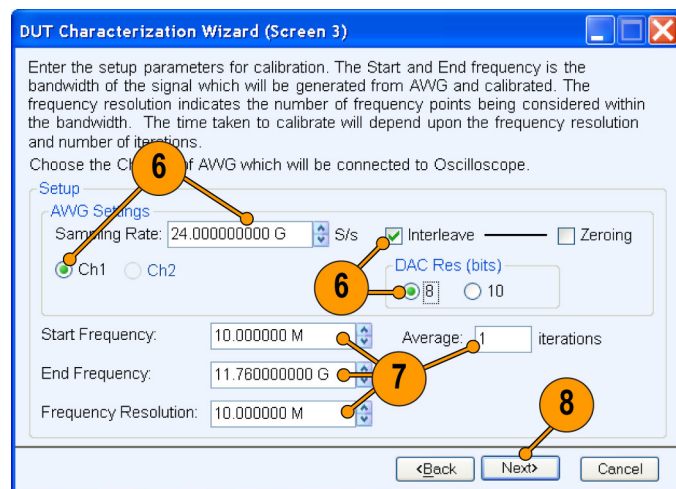 DUT Characterization Wizard (Screen 3)
Enter the setup parameters for calibration. The Start and End frequency is the
bandwidth of the signal which will be generated from AWG and calibrated. The
frequency resolution indicates the number of frequency points being considered within
the bandwidth. The time taken to calibrate will depend upon the frequency resolution
and number of iterations.
Choose the Ch of AWG which will be connected to Oscilloscope.
6
Setup
AWG Settings
Sampling Rate: 24.000000000 G S/s Interleave Zeroing
Ch1 Ch2
6
DAC Res (bits)
8 10
Start Frequency: 10.000000 M Average: 1 iterations
End Frequency: 11.760000000 G
7
Frequency Resolution: 10.000000 M
8
<Back Next> Cancel